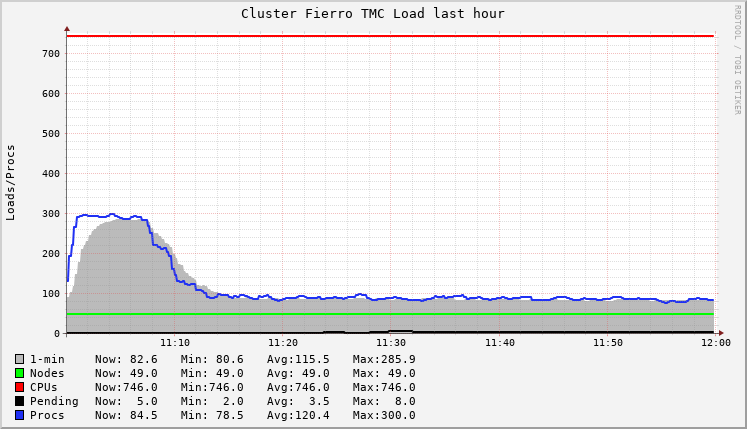 Cluster Fierro TMC Load last hour
RRDTOOL / TOBI OETIKER
Loads/Procs
700
600
500
400
300
200
100
0
11:10 11:20 11:30 11:40 11:50 12:00
1-min Now: 82.6 Min: 80.6 Avg:115.5 Max:285.9
Nodes Now: 49.0 Min: 49.0 Avg: 49.0 Max: 49.0
CPUs Now:746.0 Min:746.0 Avg:746.0 Max:746.0
Pending Now: 5.0 Min: 2.0 Avg: 3.5 Max: 8.0
Procs Now: 84.5 Min: 78.5 Avg:120.4 Max:300.0